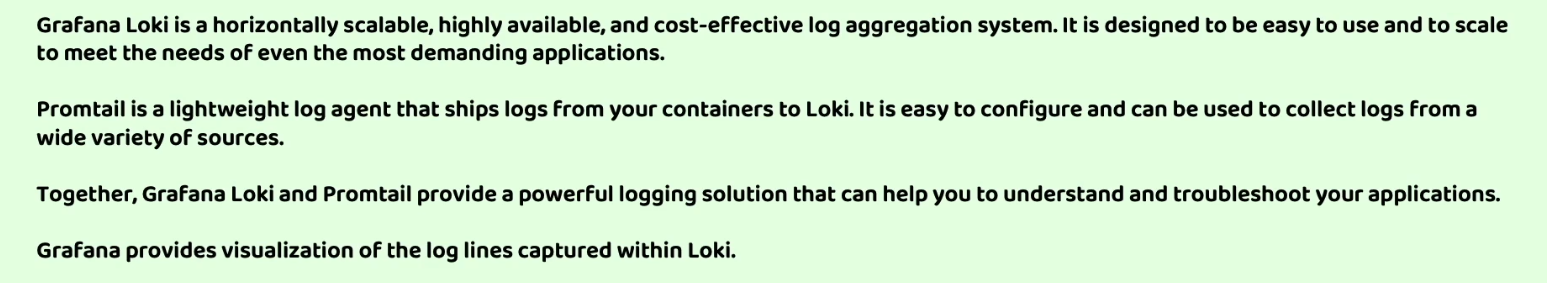 Grafana Loki is a horizontally scalable, highly available, and cost-effective log aggregation system. It is designed to be easy to use and to scale
to meet the needs of even the most demanding applications.
Promtail is a lightweight log agent that ships logs from your containers to Loki. It is easy to configure and can be used to collect logs from a
wide variety of sources.
Together, Grafana Loki and Promtail provide a powerful logging solution that can help you to understand and troubleshoot your applications.
Grafana provides visualization of the log lines captured within Loki.